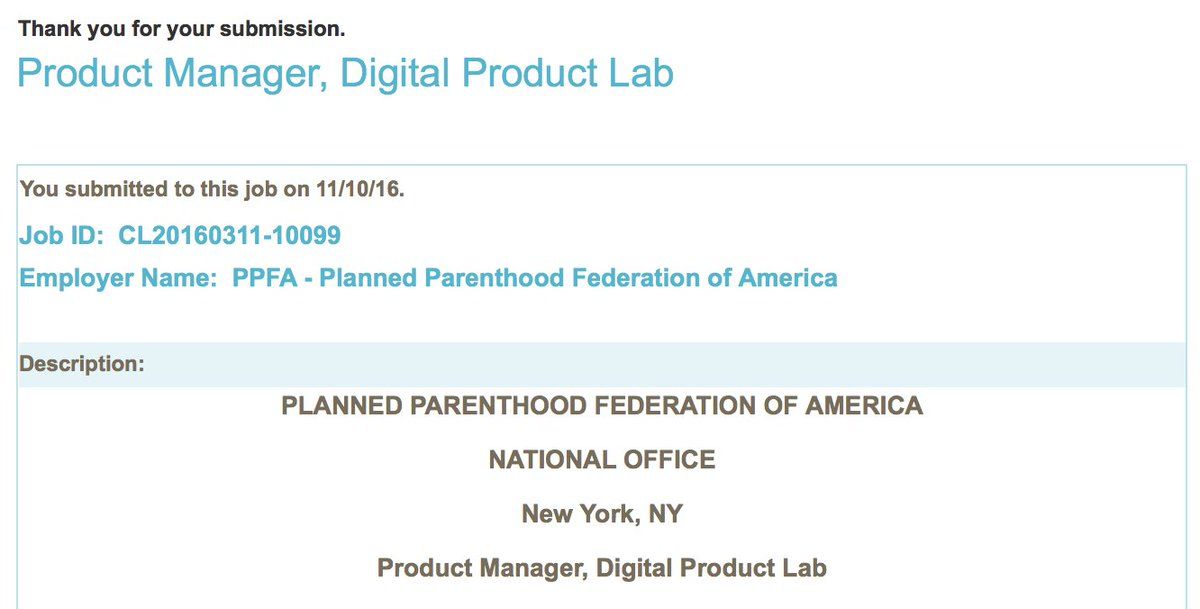 Thank you for your submission.
Product Manager, Digital Product Lab
You submitted to this job on 11/10/16.
Job ID:  CL20160311-10099
Employer Name:  PPFA - Planned Parenthood Federation of America
Description:
PLANNED PARENTHOOD FEDERATION OF AMERICA
NATIONAL OFFICE
New York, NY
Product Manager, Digital Product Lab